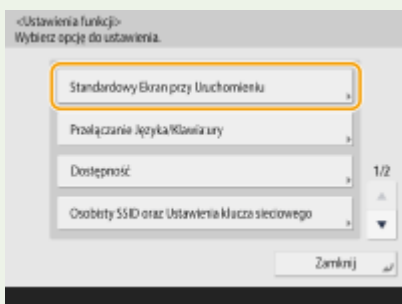 <Ustawienia funkcji>
Wybierz opcję do ustawienia.
Standardowy Ekran przy Uruchomieniu
Przełączanie Języka/Klawiatury
Dostępność
1/2
Osobisty SSID oraz Ustawienia klucza sieciowego
Zamknij